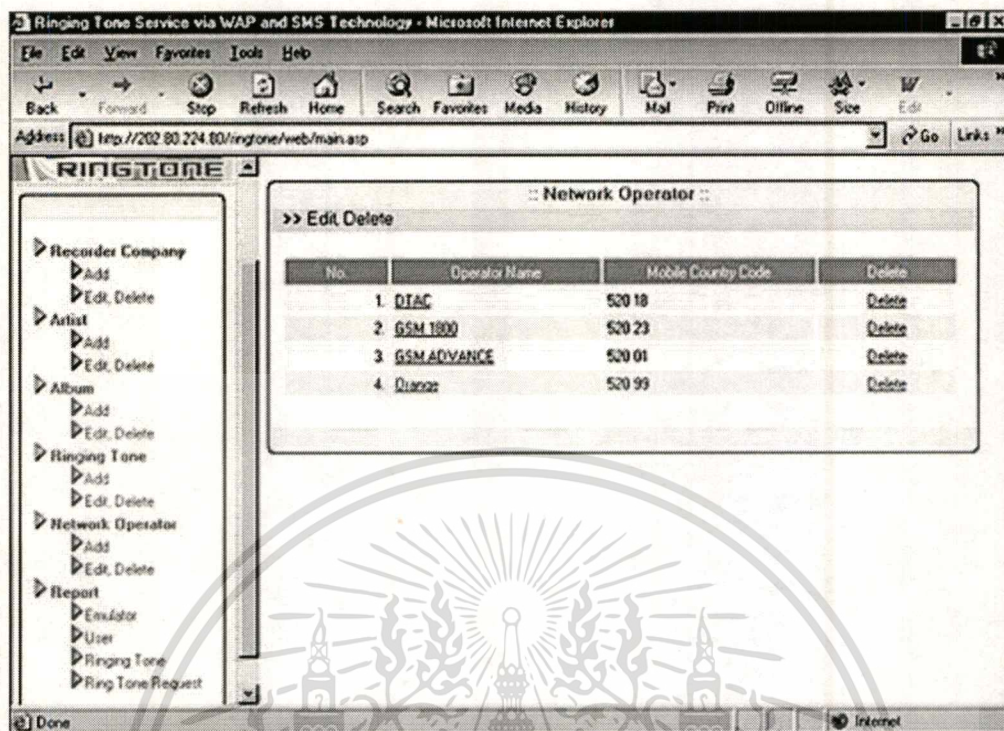 Ringing Tone Service via WAP and SMS Technology - Microsoft Internet Explorer
File Edit View Favorites Tools Help
Back Forward Stop Refresh Home Search Favorites Media History Mail Print Offline Size Edit
Address http://202.80.224.80/ringtone/web/main.asp Go Links »
RINGTONE
Recorder Company
Add
Edit, Delete
Artist
Add
Edit, Delete
Album
Add
Edit, Delete
Ringing Tone
Add
Edit, Delete
Network Operator
Add
Edit, Delete
Report
Emulator
User
Ringing Tone
Ring Tone Request
:: Network Operator ::
>> Edit, Delete
No. Operator Name Mobile Country Code Delete
1. DTAC 520 18 Delete
2. GSM 1800 520 23 Delete
3. GSM ADVANCE 520 01 Delete
4. Orange 520 99 Delete
Done Internet